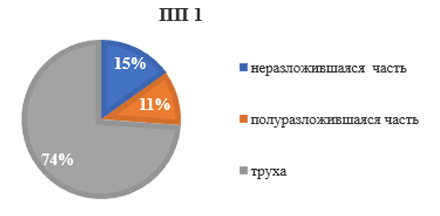 ПП 1
15%
11%
74%
неразложившаяся часть
полуразложившаяся часть
труха